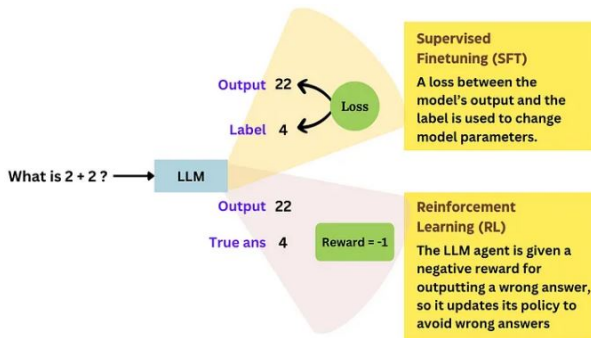 What is 2 + 2 ?
LLM
Output 22
Label 4
Loss
Supervised
Finetuning (SFT)
A loss between the
model's output and the
label is used to change
model parameters.
Output 22
True ans 4
Reward = -1
Reinforcement
Learning (RL)
The LLM agent is given a
negative reward for
outputting a wrong answer,
so it updates its policy to
avoid wrong answers